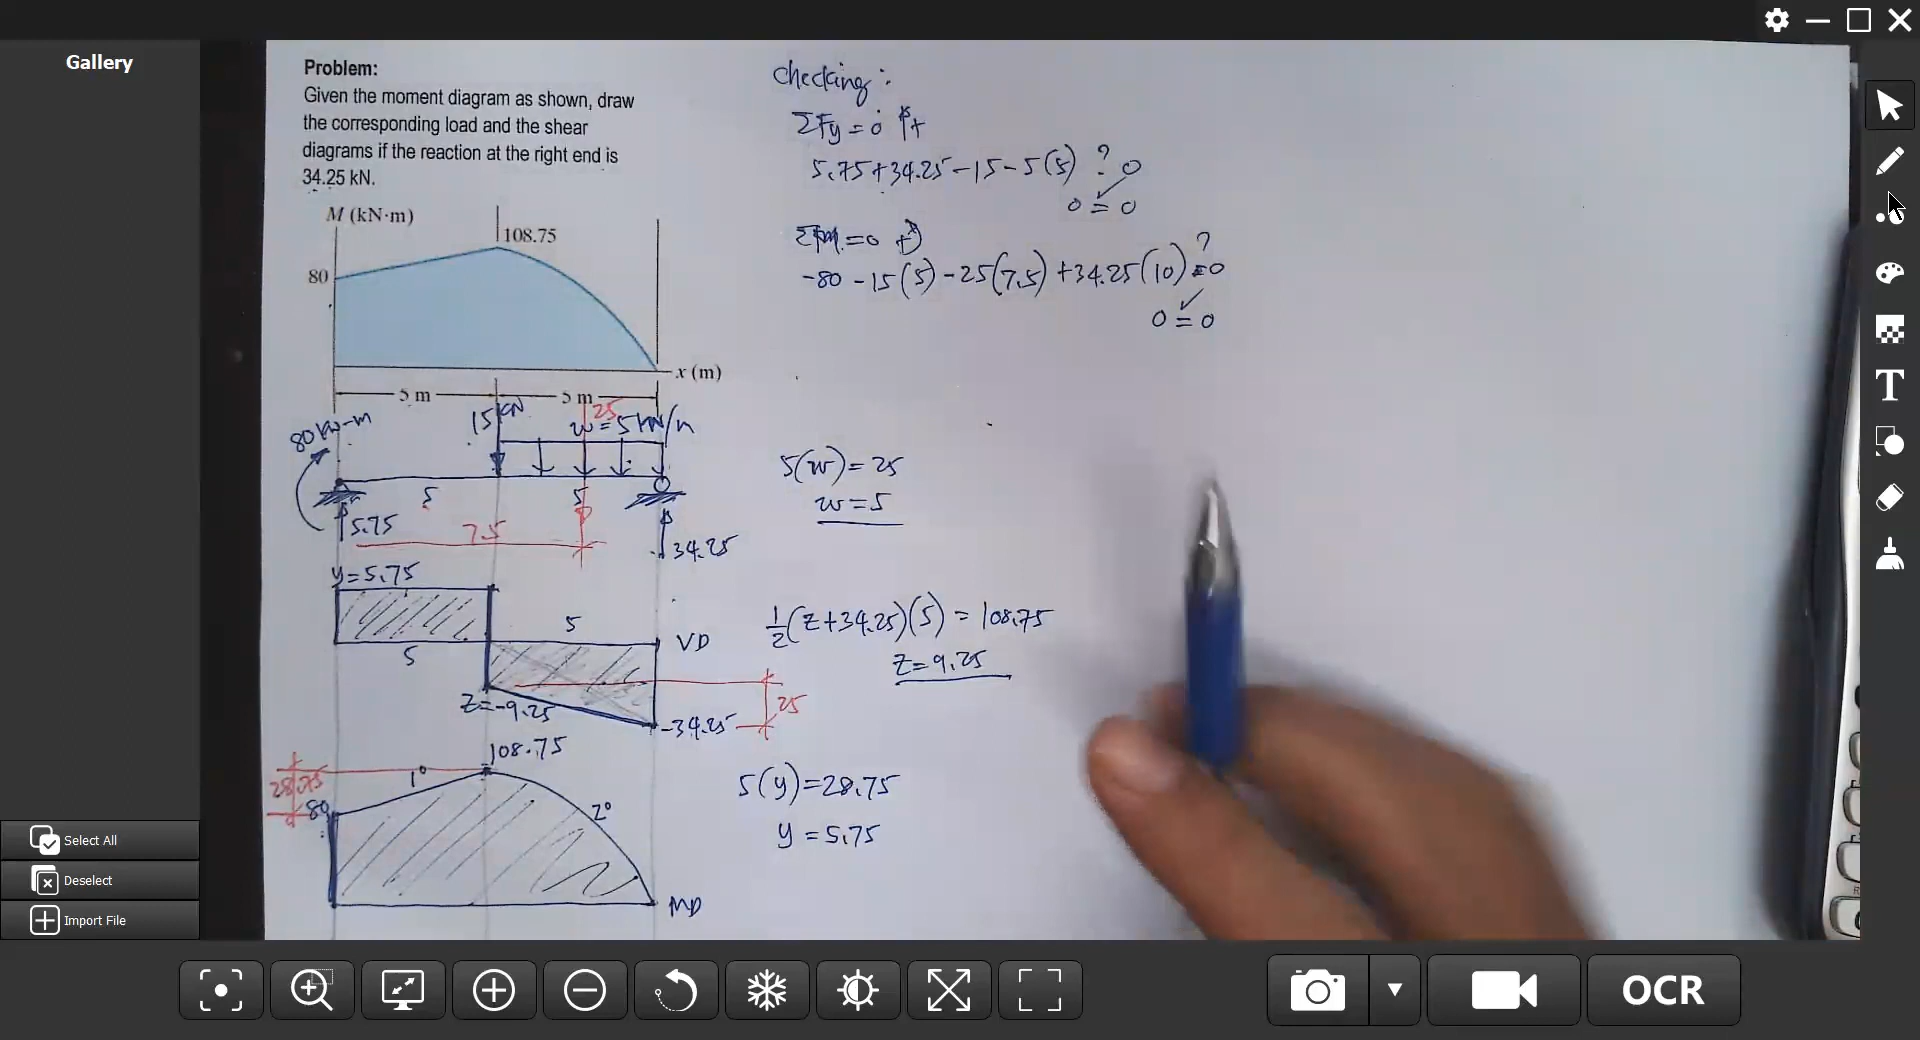 Gallery
Problem:
Given the moment diagram as shown, draw
the corresponding load and the shear
diagrams if the reaction at the right end is
34.25 kN.
M (kN·m)
108.75
80
x (m)
5 m
5 m
80 kN-m
15 KN
25
w = 5 kN/m
5
5
5.75
7.5
34.25
y = 5.75
5
5
VD
Z = -9.25
-34.25
25
108.75
28.75
80
1°
2°
MD
checking:
ΣFy = 0 +
5.75 + 34.25 - 15 - 5(5) ? 0
0 = 0
= 0 +
-80 - 15(5) - 25(7.5) + 34.25(10) ? = 0
0 = 0
5(w) = 25
w = 5
1/2(z + 34.25)(5) = 108.75
z = 9.25
5(y) = 28.75
y = 5.75
Select All
Deselect
Import File
T
OCR